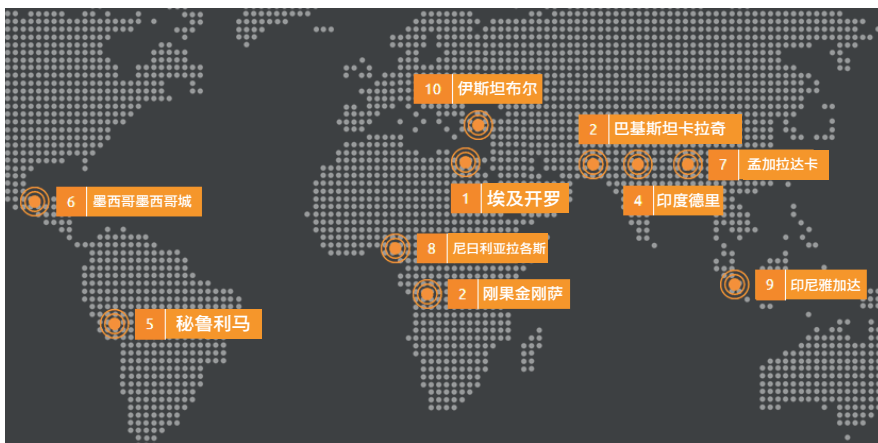 10 伊斯坦布尔
2 巴基斯坦卡拉奇
7 孟加拉达卡
6 墨西哥墨西哥城
1 埃及开罗
4 印度德里
8 尼日利亚拉各斯
9 印尼雅加达
2 刚果金刚萨
5 秘鲁利马